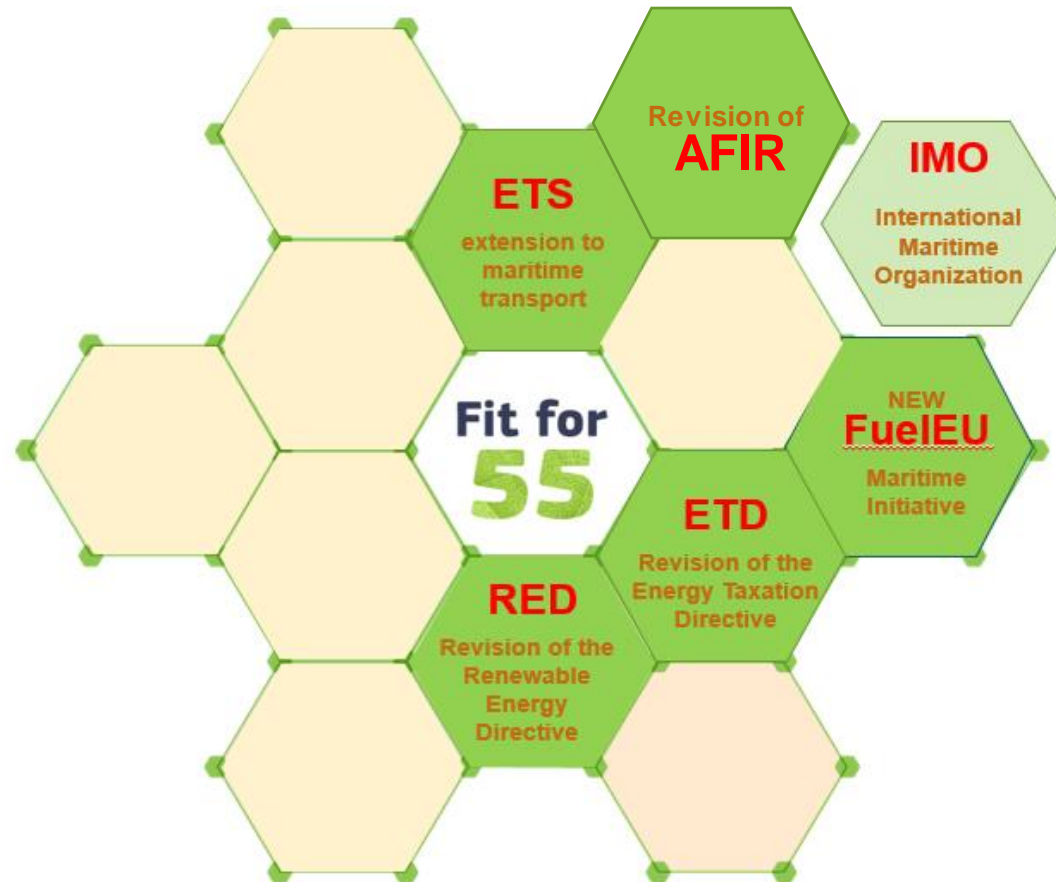 Revision of
AFIR
IMO
International
Maritime
Organization
ETS
extension to
maritime
transport
Fit for
55
NEW
FuelEU
Maritime
Initiative
ETD
Revision of the
Energy Taxation
Directive
RED
Revision of the
Renewable
Energy
Directive